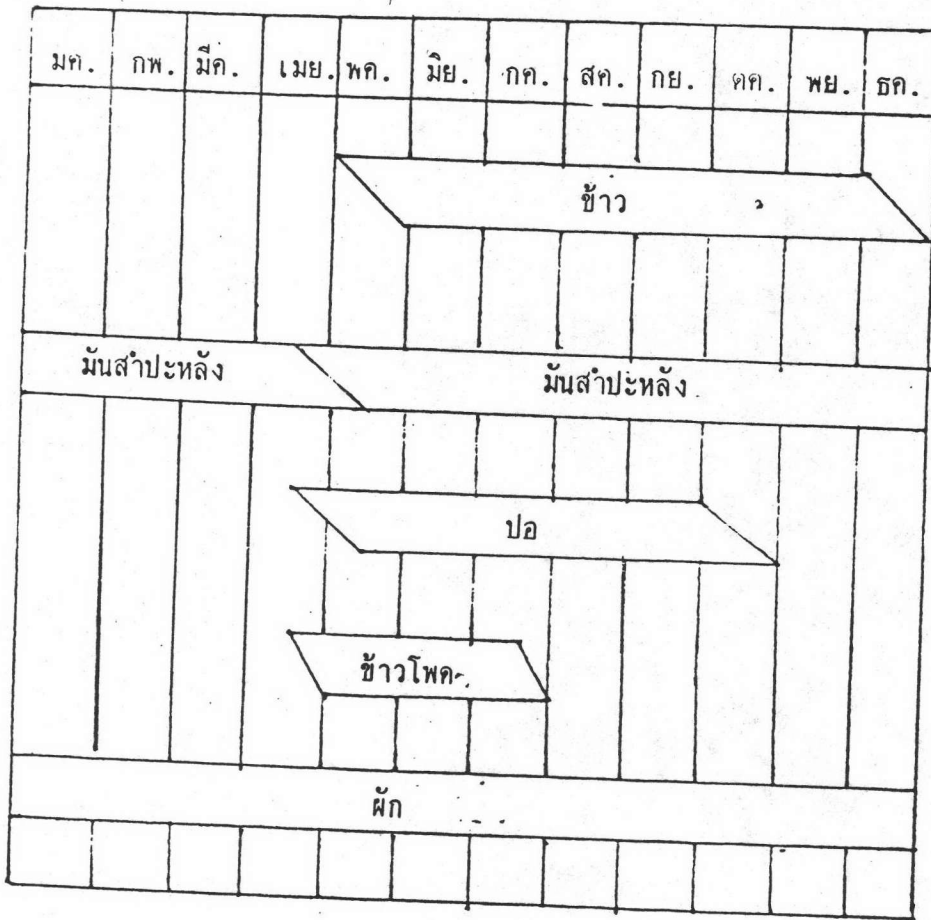 มค. กพ. มีค. เมย. พค. มิย. กค. สค. กย. ตค. พย. ธค.
ข้าว
มันสำปะหลัง มันสำปะหลัง
ปอ
ข้าวโพด
ผัก